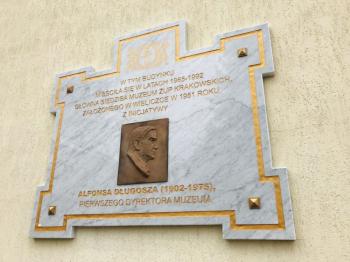 W TYM BUDYNKU
MIEŚCIŁA SIĘ W LATACH 1985-1992
GŁÓWNA SIEDZIBA MUZEUM ŻUP KRAKOWSKICH,
ZAŁOŻONEGO W WIELICZCE W 1951 ROKU
Z INICJATYWY
ALFONSA DŁUGOSZA (1902-1975),
PIERWSZEGO DYREKTORA MUZEUM.